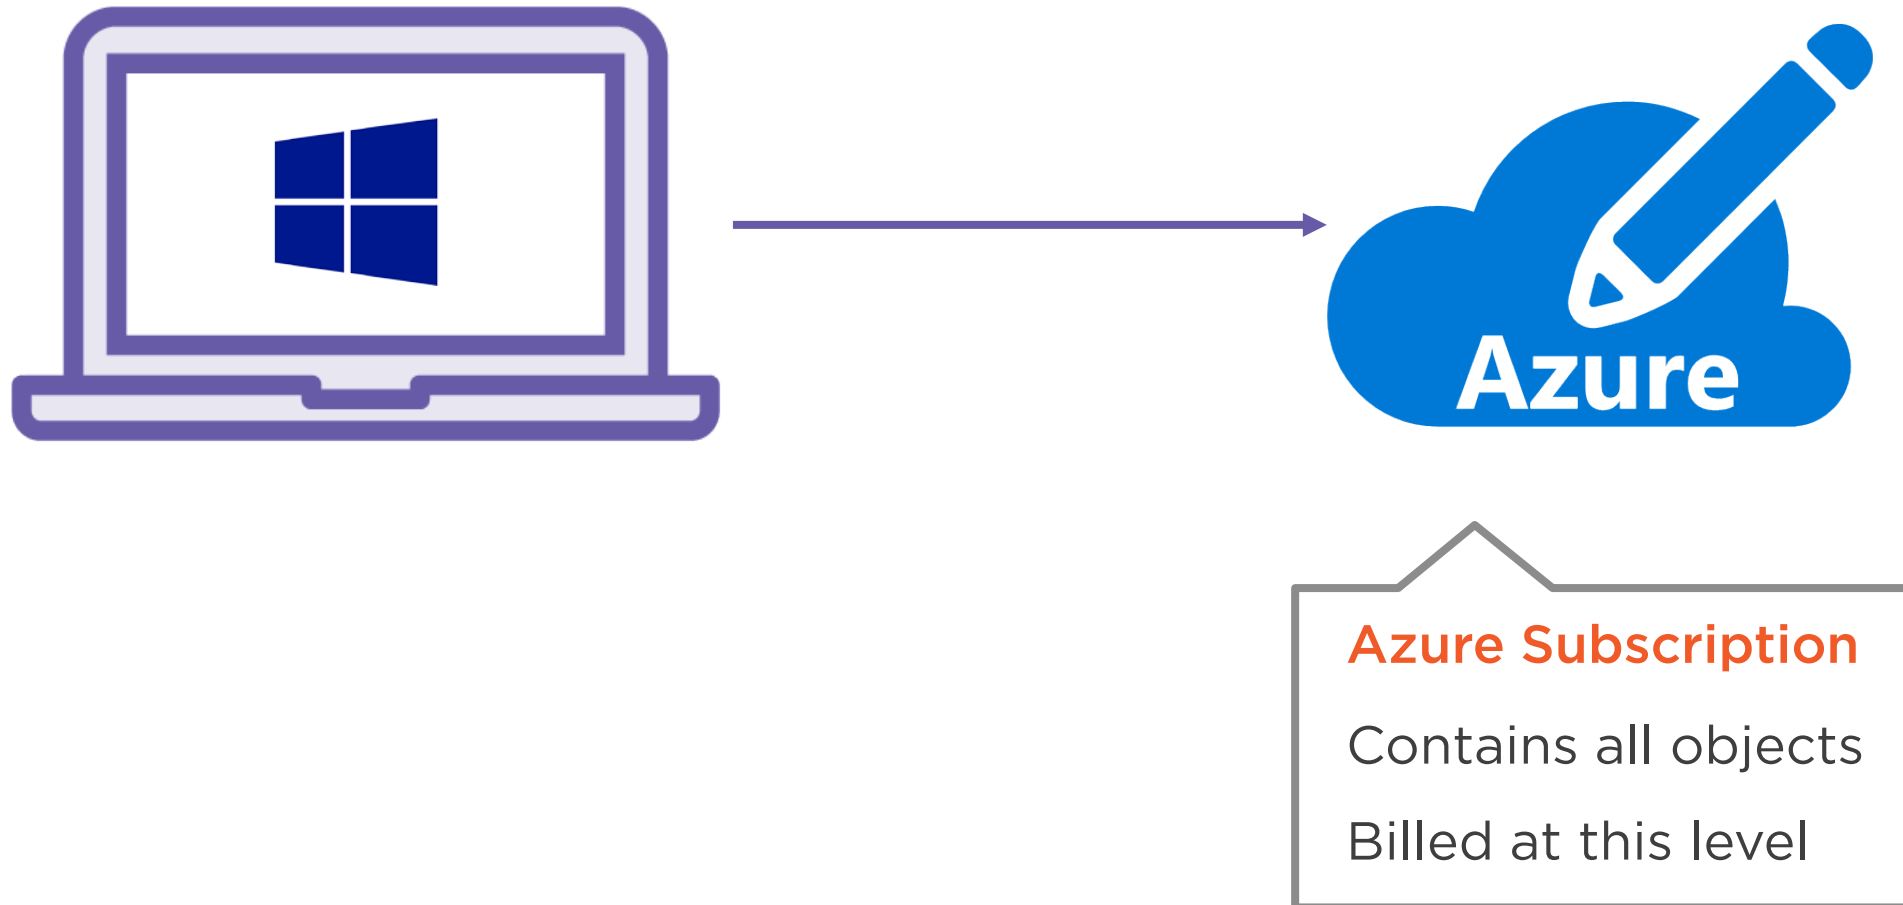 Azure
Azure Subscription
Contains all objects
Billed at this level